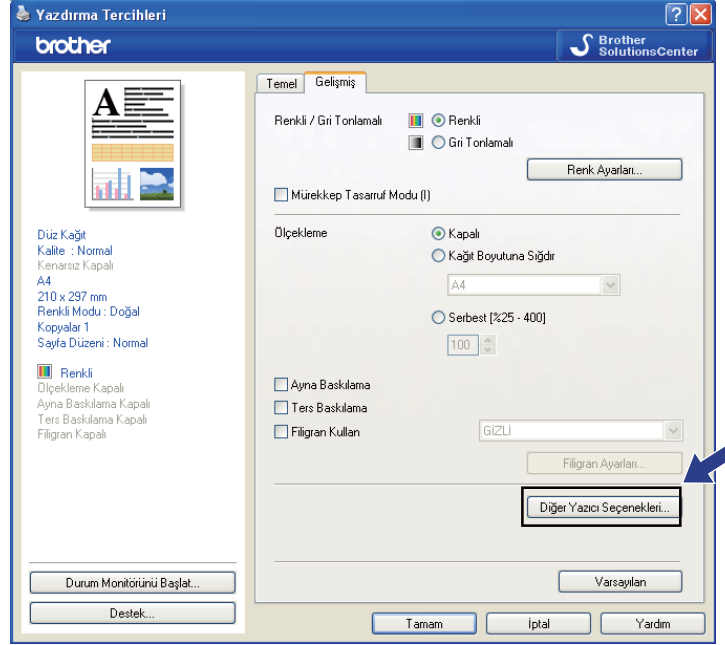 Yazdırma Tercihleri
brother
Brother
SolutionsCenter
A
Düz Kağıt
Kalite : Normal
Kenarsız Kapalı
A4
210 x 297 mm
Renkli Modu : Doğal
Kopyalar 1
Sayfa Düzeni : Normal
Renkli
Ölçekleme Kapalı
Ayna Baskılama Kapalı
Ters Baskılama Kapalı
Filigran Kapalı
Durum Monitörünü Başlat...
Destek...
Temel Gelişmiş
Renkli / Gri Tonlamalı
Renkli
Gri Tonlamalı
Renk Ayarları...
Mürekkep Tasarruf Modu (I)
Ölçekleme
Kapalı
Kağıt Boyutuna Sığdır
A4
Serbest [%25 - 400]
100
Ayna Baskılama
Ters Baskılama
Filigran Kullan
GİZLİ
Filigran Ayarları...
Diğer Yazıcı Seçenekleri...
Varsayılan
Tamam İptal Yardım